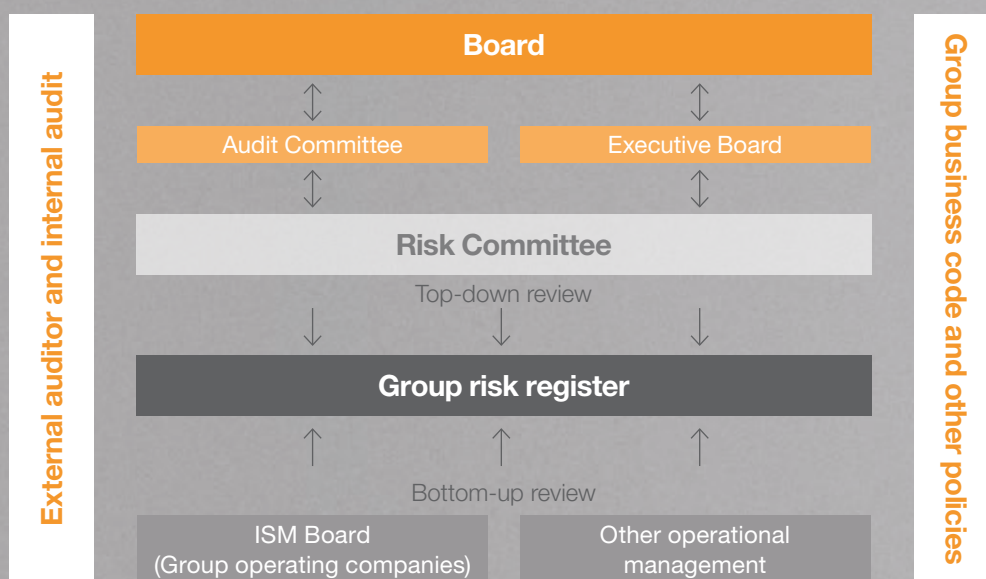 External auditor and internal audit
Board
Audit Committee
Executive Board
Risk Committee
Top-down review
Group risk register
Bottom-up review
ISM Board
(Group operating companies)
Other operational
management
Group business code and other policies